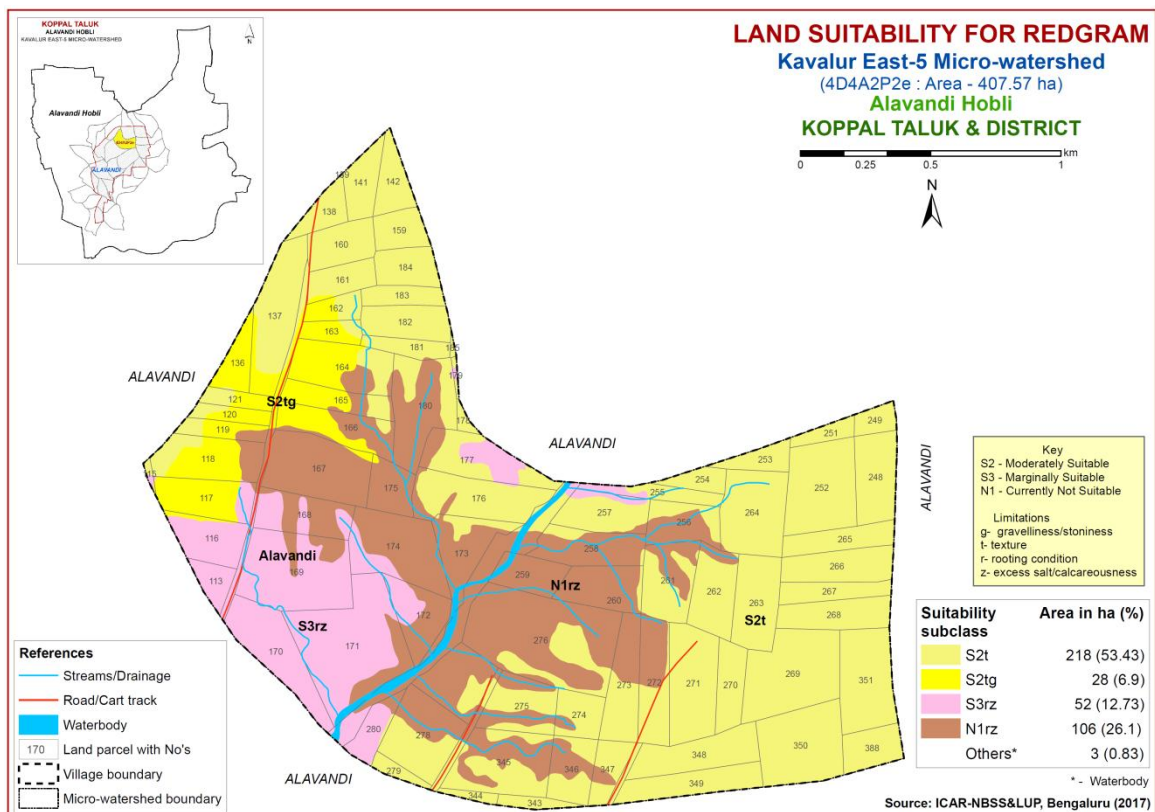 KOPPAL TALUK
ALAVANDI HOBLI
KAVALUR EAST-5 MICRO-WATERSHED
N
Alavandi Hobli
ALAVANDI
LAND SUITABILITY FOR REDGRAM
Kavalur East-5 Micro-watershed
(4D4A2P2e : Area - 407.57 ha)
Alavandi Hobli
KOPPAL TALUK & DISTRICT
km
0 0.25 0.5 1
N
141 142
138
160 159
161 184
162 183
137 163 182
181
136 164
ALAVANDI
121 S2tg 165 180
120 166
119
118 167 177 ALAVANDI
117 175 176
168
116 174 173
Alavandi
169
113
172
S3rz
170 171
280
278
279
ALAVANDI
249
251
253
254 252 248
255
257 264
256
258 265
259 261 266
N1rz
260 262 263 267
S2t 268
276
273 272 271 270 269 351
275
274
348 350 388
345 346 347
349
344 343
ALAVANDI
Key
S2 - Moderately Suitable
S3 - Marginally Suitable
N1 - Currently Not Suitable
Limitations
g- gravelliness/stoniness
t- texture
r- rooting condition
z- excess salt/calcareousness
Suitability subclass Area in ha (%)
S2t 218 (53.43)
S2tg 28 (6.9)
S3rz 52 (12.73)
N1rz 106 (26.1)
Others* 3 (0.83)
* - Waterbody
References
Streams/Drainage
Road/Cart track
Waterbody
170 Land parcel with No's
Village boundary
Micro-watershed boundary
Source: ICAR-NBSS&LUP, Bengaluru (2017)